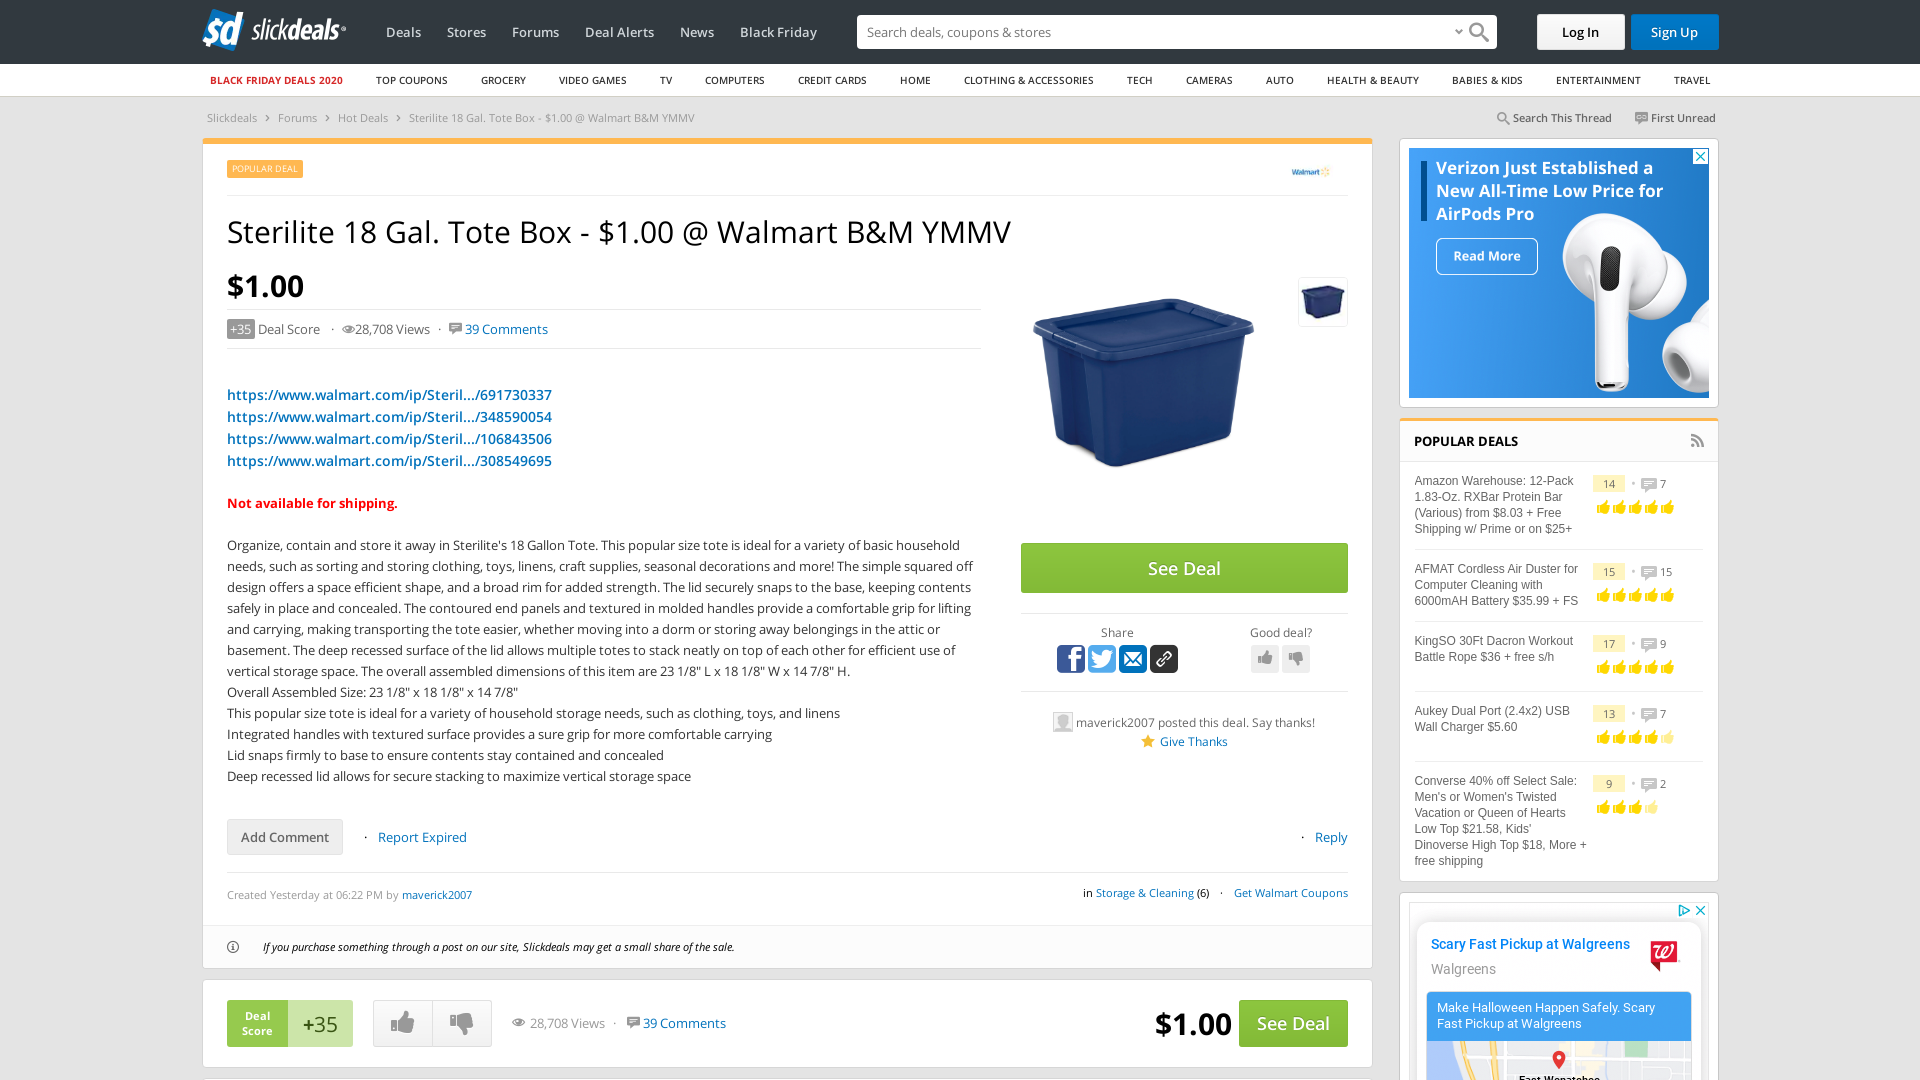 sd slickdeals
Deals
Stores
Forums
Deal Alerts
News
Black Friday
Search deals, coupons & stores
Log In
Sign Up
BLACK FRIDAY DEALS 2020
TOP COUPONS
GROCERY
VIDEO GAMES
TV
COMPUTERS
CREDIT CARDS
HOME
CLOTHING & ACCESSORIES
TECH
CAMERAS
AUTO
HEALTH & BEAUTY
BABIES & KIDS
ENTERTAINMENT
TRAVEL
Slickdeals › Forums › Hot Deals › Sterilite 18 Gal. Tote Box - $1.00 @ Walmart B&M YMMV
Search This Thread
First Unread
POPULAR DEAL
Walmart
Sterilite 18 Gal. Tote Box - $1.00 @ Walmart B&M YMMV
$1.00
+35 Deal Score · 28,708 Views · 39 Comments
https://www.walmart.com/ip/Steril.../691730337
https://www.walmart.com/ip/Steril.../348590054
https://www.walmart.com/ip/Steril.../106843506
https://www.walmart.com/ip/Steril.../308549695
Not available for shipping.
Organize, contain and store it away in Sterilite's 18 Gallon Tote. This popular size tote is ideal for a variety of basic household
needs, such as sorting and storing clothing, toys, linens, craft supplies, seasonal decorations and more! The simple squared off
design offers a space efficient shape, and a broad rim for added strength. The lid securely snaps to the base, keeping contents
safely in place and concealed. The contoured end panels and textured in molded handles provide a comfortable grip for lifting
and carrying, making transporting the tote easier, whether moving into a dorm or storing away belongings in the attic or
basement. The deep recessed surface of the lid allows multiple totes to stack neatly on top of each other for efficient use of
vertical storage space. The overall assembled dimensions of this item are 23 1/8" L x 18 1/8" W x 14 7/8" H.
Overall Assembled Size: 23 1/8" x 18 1/8" x 14 7/8"
This popular size tote is ideal for a variety of household storage needs, such as clothing, toys, and linens
Integrated handles with textured surface provides a sure grip for more comfortable carrying
Lid snaps firmly to base to ensure contents stay contained and concealed
Deep recessed lid allows for secure stacking to maximize vertical storage space
See Deal
Share
Good deal?
maverick2007 posted this deal. Say thanks!
Give Thanks
Add Comment · Report Expired
· Reply
Created Yesterday at 06:22 PM by maverick2007
in Storage & Cleaning (6) · Get Walmart Coupons
If you purchase something through a post on our site, Slickdeals may get a small share of the sale.
Deal
Score
+35
28,708 Views · 39 Comments
$1.00
See Deal
Verizon Just Established a
New All-Time Low Price for
AirPods Pro
Read More
POPULAR DEALS
Amazon Warehouse: 12-Pack
1.83-Oz. RXBar Protein Bar
(Various) from $8.03 + Free
Shipping w/ Prime or on $25+
14 · 7
AFMAT Cordless Air Duster for
Computer Cleaning with
6000mAH Battery $35.99 + FS
15 · 15
KingSO 30Ft Dacron Workout
Battle Rope $36 + free s/h
17 · 9
Aukey Dual Port (2.4x2) USB
Wall Charger $5.60
13 · 7
Converse 40% off Select Sale:
Men's or Women's Twisted
Vacation or Queen of Hearts
Low Top $21.58, Kids'
Dinoverse High Top $18, More +
free shipping
9 · 2
Scary Fast Pickup at Walgreens
Walgreens
Make Halloween Happen Safely. Scary
Fast Pickup at Walgreens
East Wenatchee